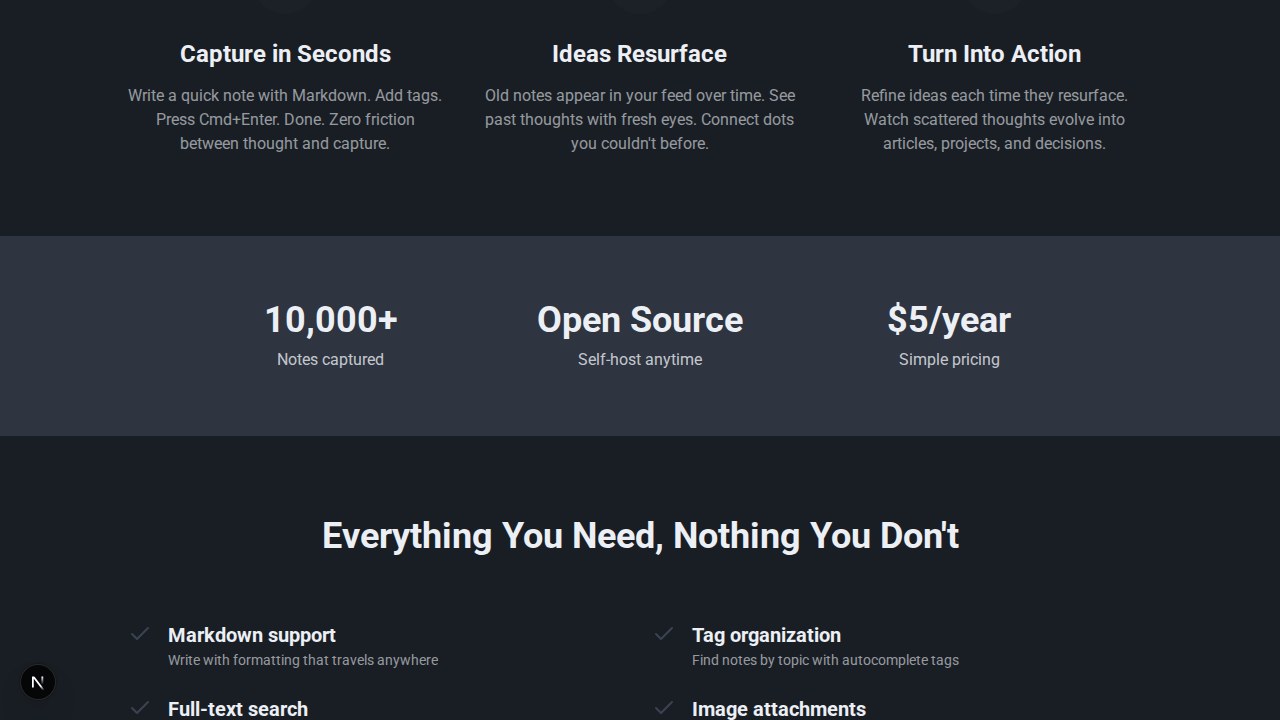 Capture in Seconds
Write a quick note with Markdown. Add tags.
Press Cmd+Enter. Done. Zero friction
between thought and capture.
Ideas Resurface
Old notes appear in your feed over time. See
past thoughts with fresh eyes. Connect dots
you couldn't before.
Turn Into Action
Refine ideas each time they resurface.
Watch scattered thoughts evolve into
articles, projects, and decisions.
10,000+
Notes captured
Open Source
Self-host anytime
$5/year
Simple pricing
Everything You Need, Nothing You Don't
Markdown support
Write with formatting that travels anywhere
Tag organization
Find notes by topic with autocomplete tags
Full-text search
Image attachments
N